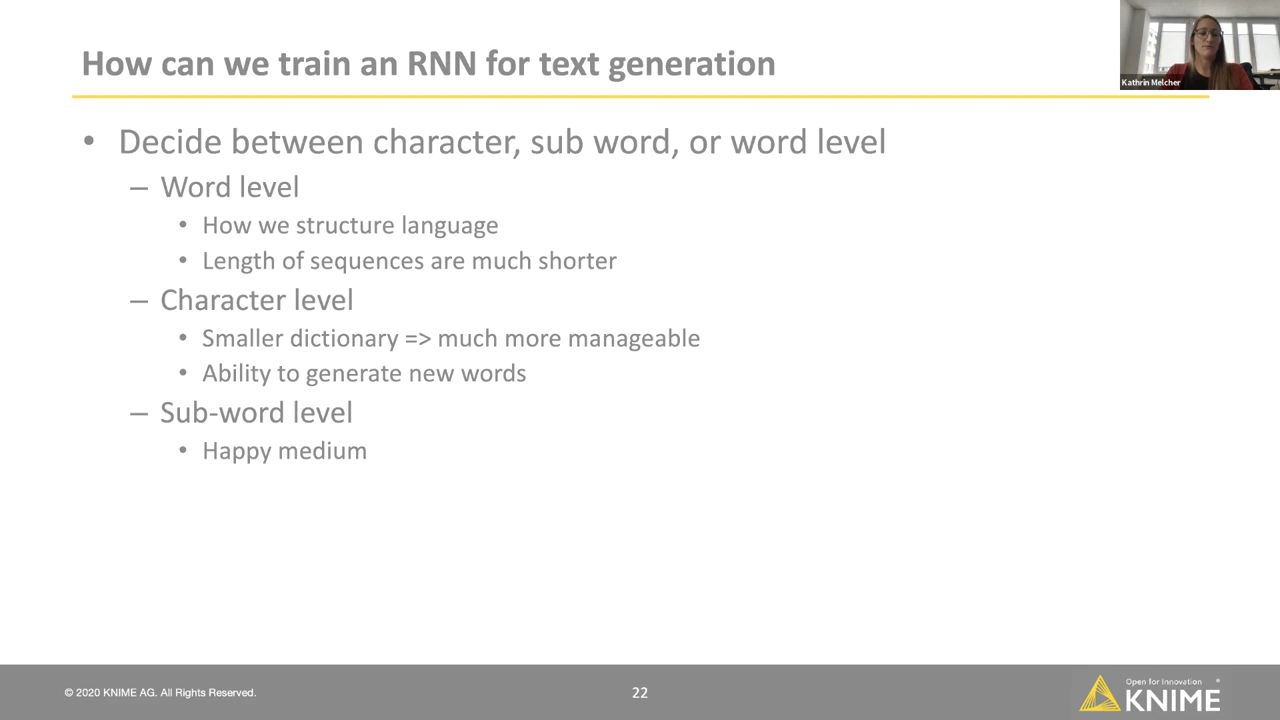 How can we train an RNN for text generation
Kathrin Melcher
• Decide between character, sub word, or word level
– Word level
• How we structure language
• Length of sequences are much shorter
– Character level
• Smaller dictionary => much more manageable
• Ability to generate new words
– Sub-word level
• Happy medium
© 2020 KNIME AG. All Rights Reserved.
22
Open for Innovation ®
KNIME